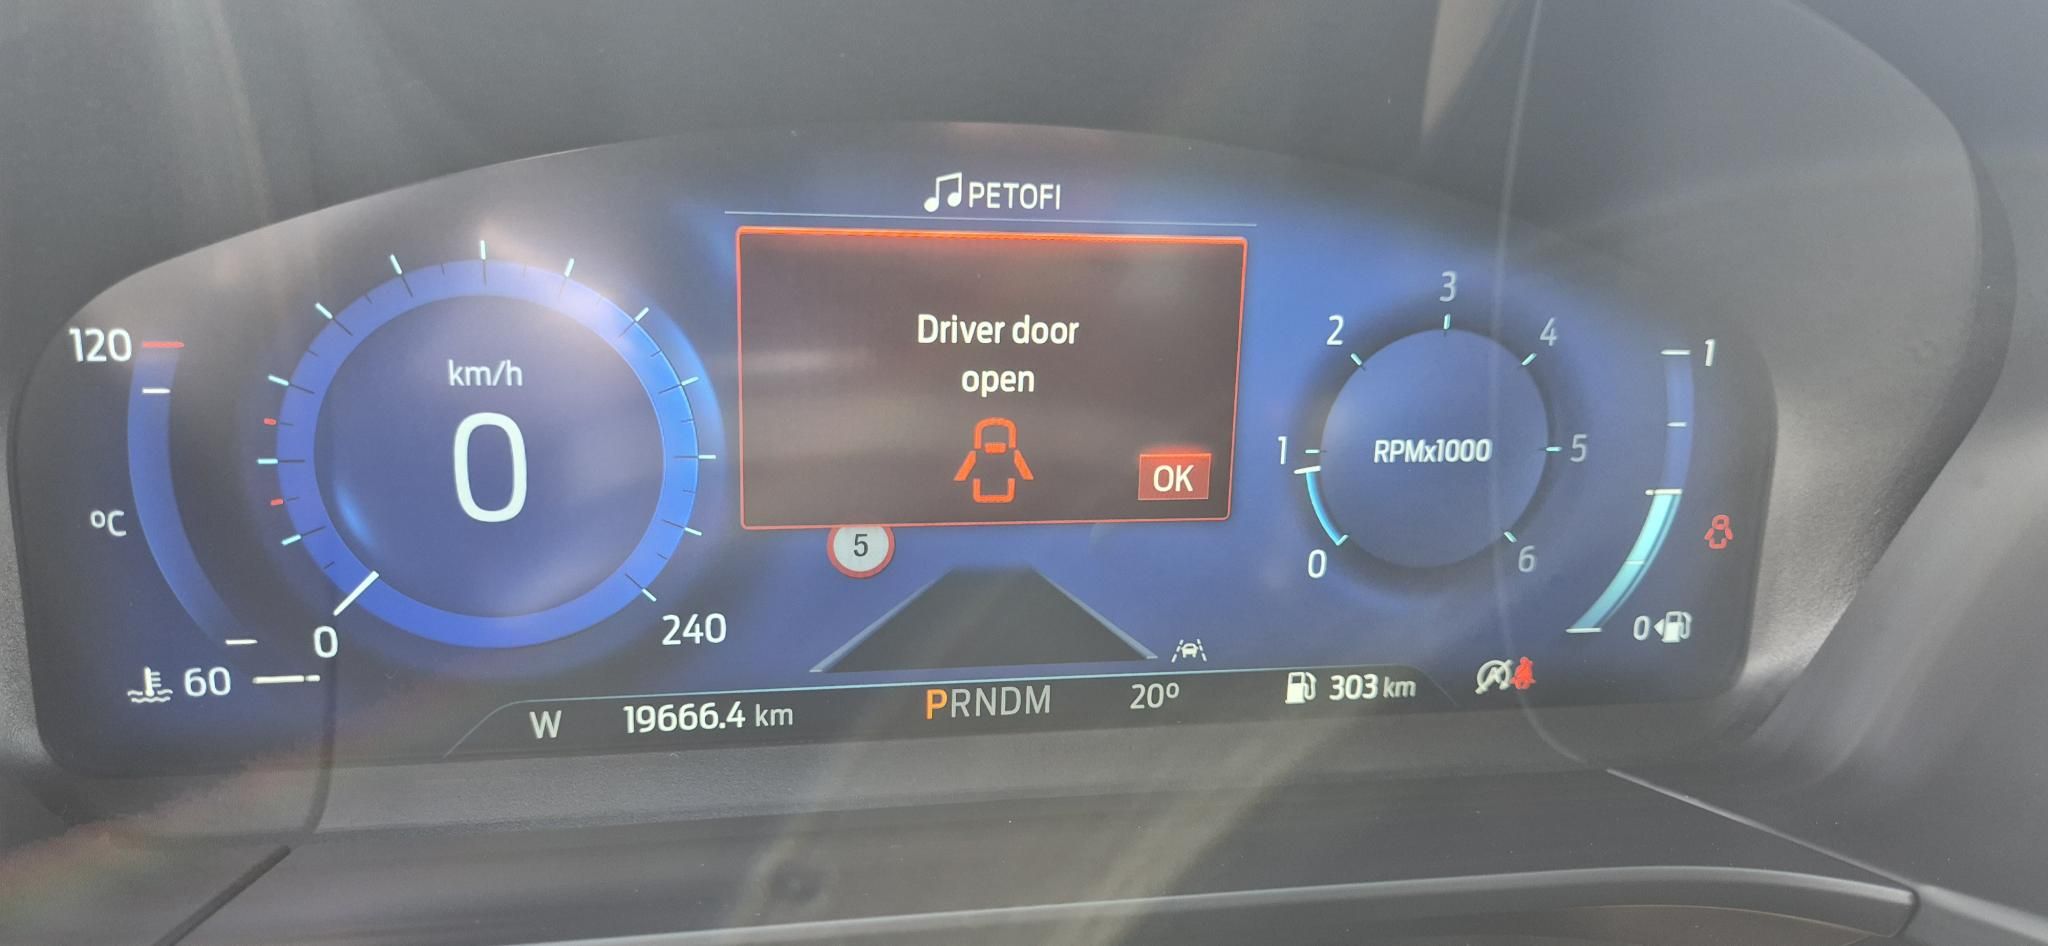 PETOFI
Driver door
open
OK
120
°C
60
km/h
0
0
240
5
0
1
2
3
4
5
6
RPMx1000
1
0
W
19666.4 km
PRNDM
20º
303 km